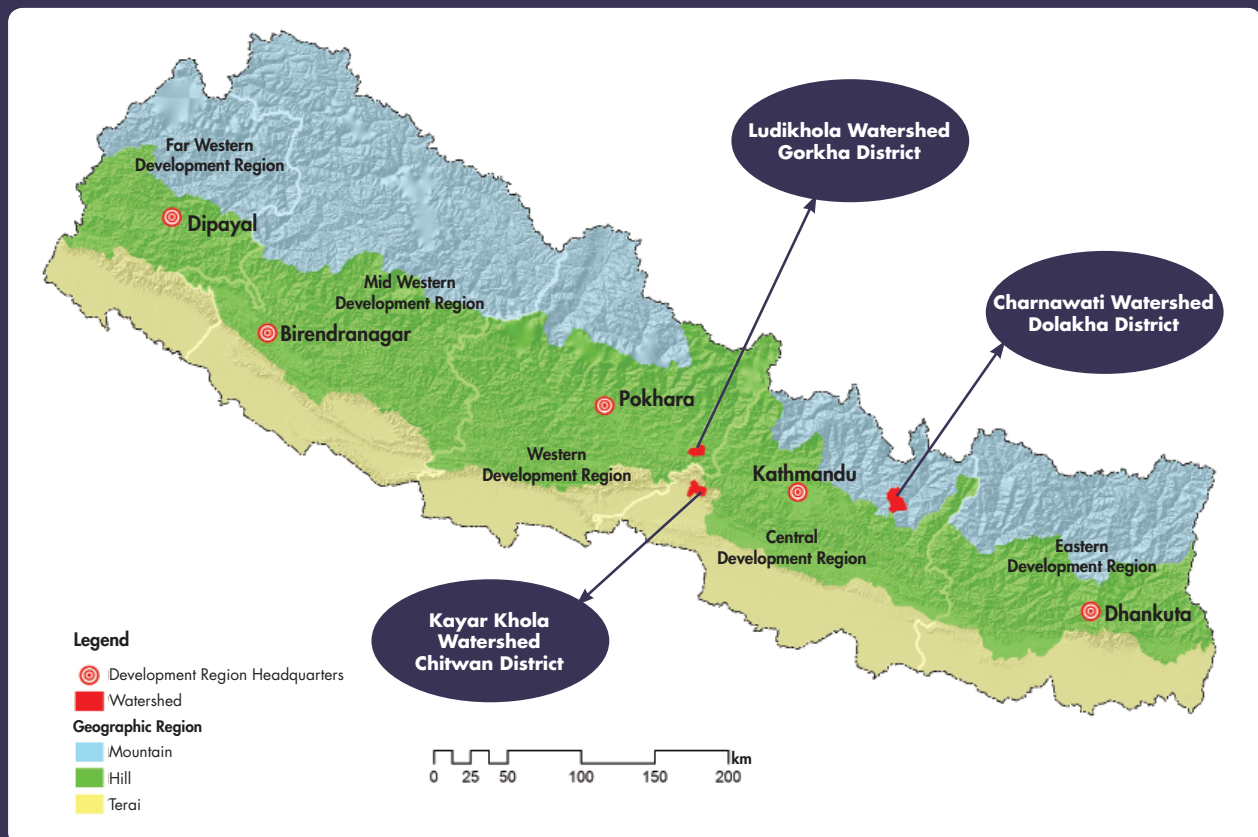 Ludikhola Watershed
Gorkha District
Far Western
Development Region
Dipayal
Charnawati Watershed
Dolakha District
Mid Western
Development Region
Birendranagar
Pokhara
Western
Development Region
Kathmandu
Central
Development Region
Eastern
Development Region
Dhankuta
Kayar Khola
Watershed
Chitwan District
Legend
Development Region Headquarters
Watershed
Geographic Region
Mountain
Hill
Terai
km
0 25 50 100 150 200